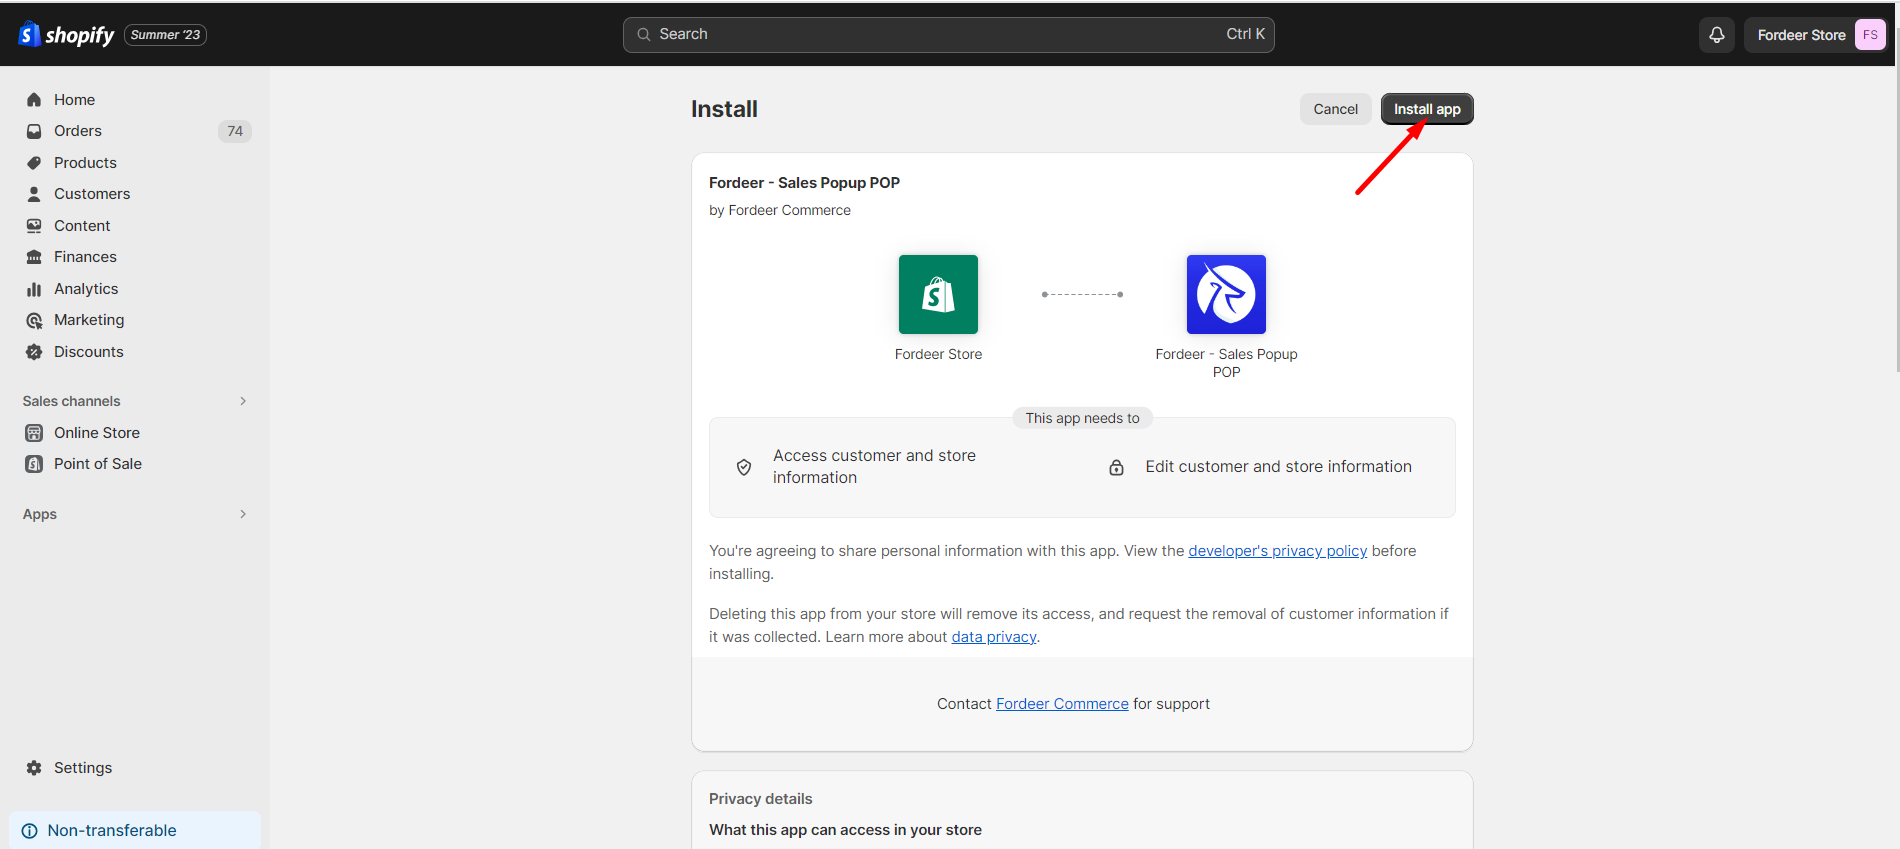 shopify Summer '23
Search Ctrl K
Fordeer Store FS
Home
Orders 74
Products
Customers
Content
Finances
Analytics
Marketing
Discounts
Sales channels
Online Store
Point of Sale
Apps
Settings
Non-transferable
Install
Cancel
Install app
Fordeer - Sales Popup POP
by Fordeer Commerce
Fordeer Store
Fordeer - Sales Popup
POP
This app needs to
Access customer and store
information
Edit customer and store information
You're agreeing to share personal information with this app. View the developer's privacy policy before
installing.
Deleting this app from your store will remove its access, and request the removal of customer information if
it was collected. Learn more about data privacy.
Contact Fordeer Commerce for support
Privacy details
What this app can access in your store